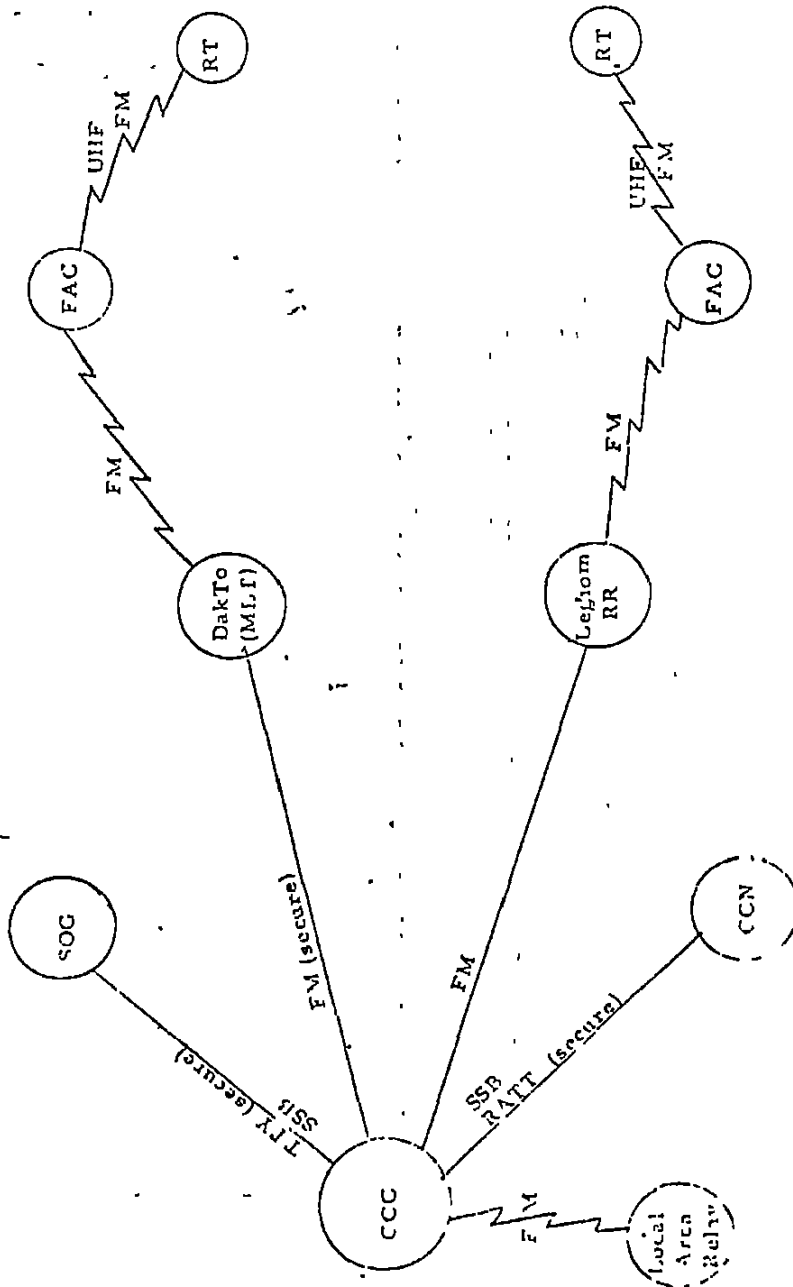 RT
UHF
FM
FAC
FM
DakTo
(MLT)
FM (secure)
SOG
SSB
TTY (secure)
CCC
FM
Local
Area
Relay
SSB
RATT (secure)
CCN
FM
Leghorn
RR
FM
FAC
UHF
FM
RT